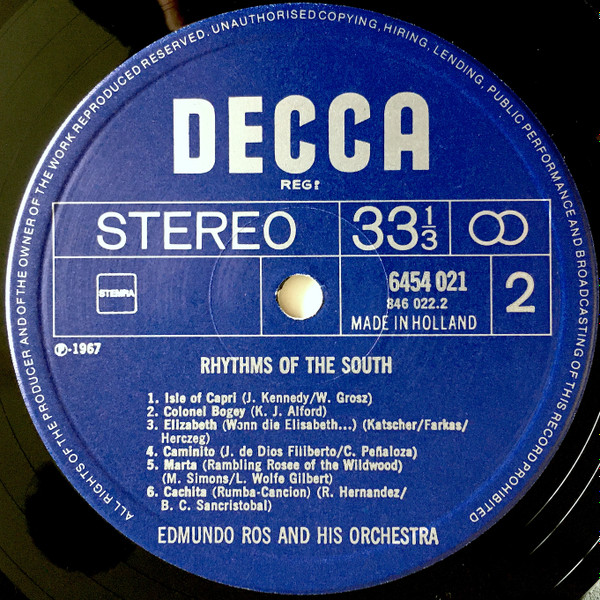 ALL RIGHTS OF THE PRODUCER AND OF THE OWNER OF THE WORK REPRODUCED RESERVED. UNAUTHORISED COPYING, HIRING, LENDING, PUBLIC PERFORMANCE AND BROADCASTING OF THIS RECORD PROHIBITED
DECCA
REGD
STEREO 33 1/3
STEMRA
6454 021
846 022.2
MADE IN HOLLAND
2
Ⓟ-1967
RHYTHMS OF THE SOUTH
1. Isle of Capri (J. Kennedy/W. Grosz)
2. Colonel Bogey (K. J. Alford)
3. Elizabeth (Wənn die Elisabeth...) (Katscher/Farkas/
Herczeg)
4. Caminito (J. de Dios Filiberto/C. Peñaloza)
5. Marta (Rambling Rosee of the Wildwood)
(M. Simons/L. Wolfe Gilbert)
6. Cachita (Rumba-Cancion) (R. Hernandez/
B. C. Sancristobal)
EDMUNDO ROS AND HIS ORCHESTRA